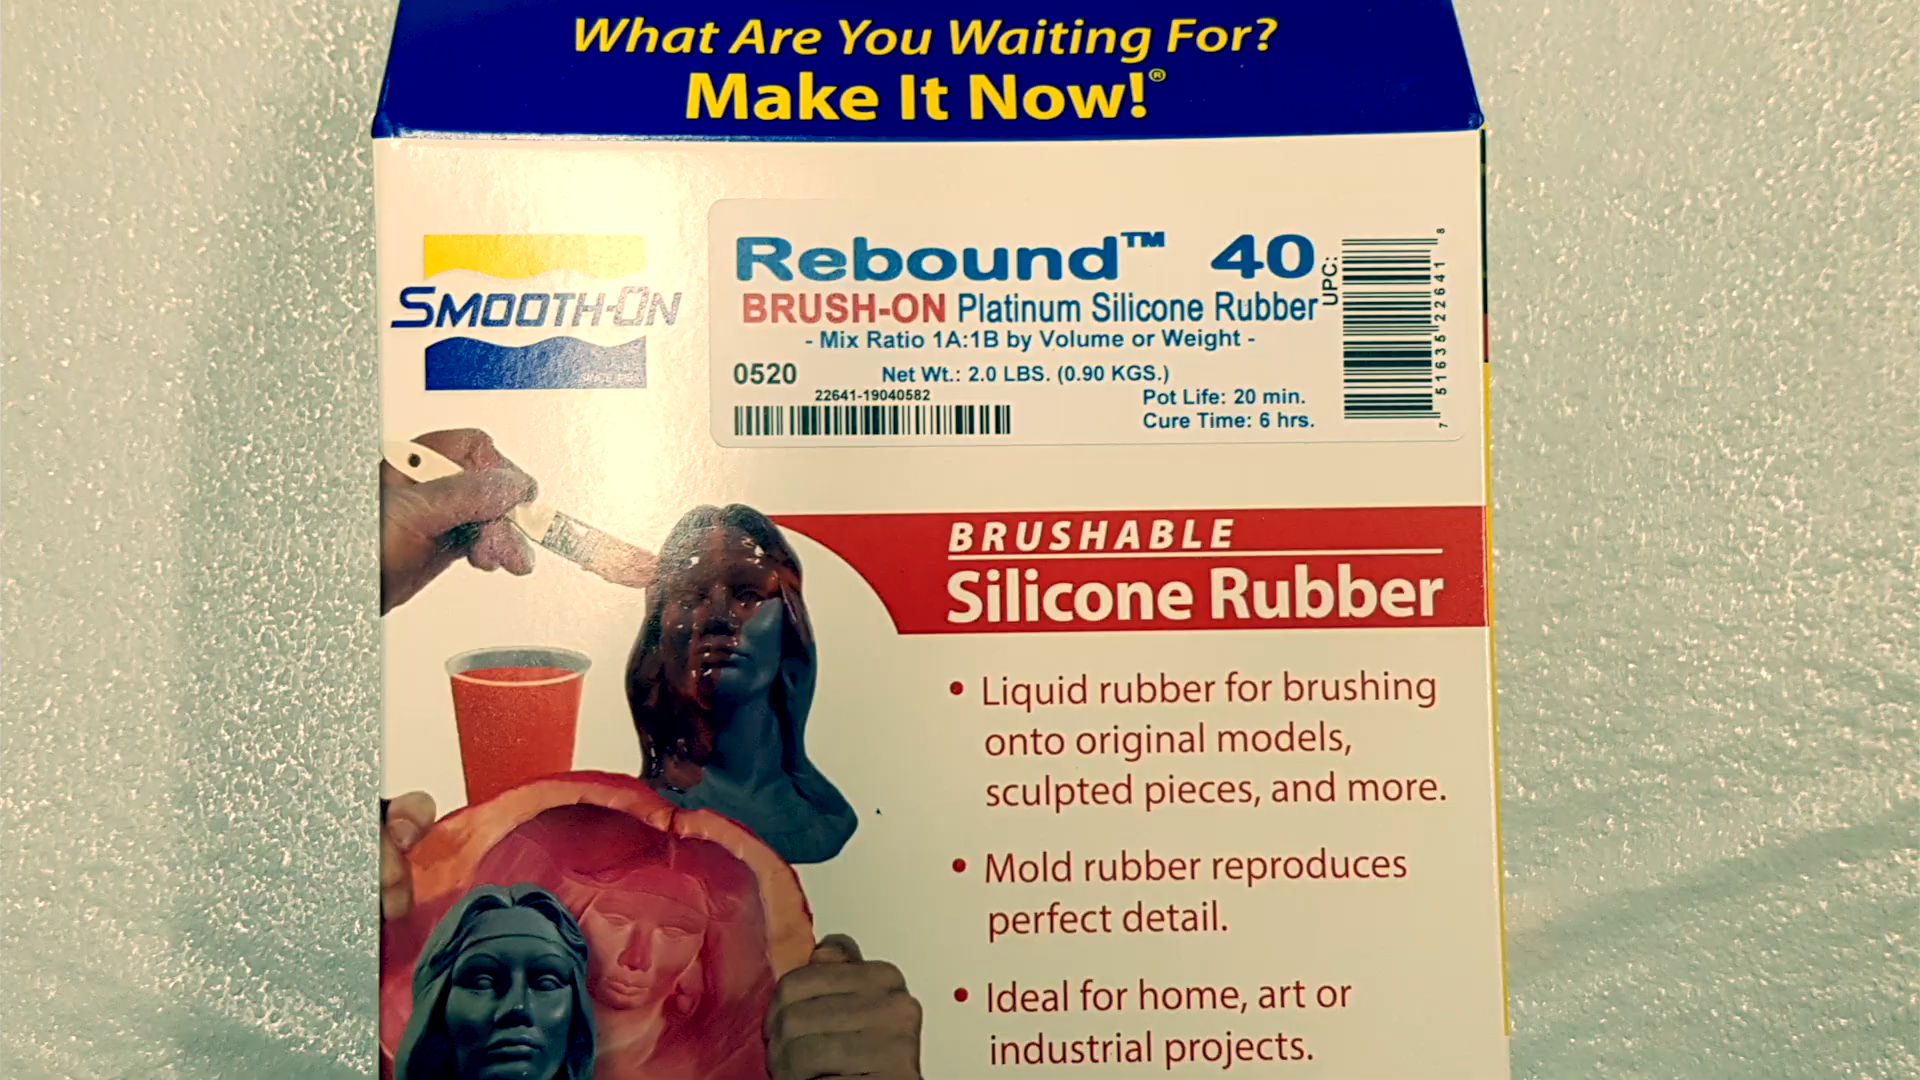 What Are You Waiting For?
Make It Now!®
SMOOTH-ON
Rebound™ 40
BRUSH-ON Platinum Silicone Rubber
- Mix Ratio 1A:1B by Volume or Weight -
0520
Net Wt.: 2.0 LBS. (0.90 KGS.)
22641-19040582
Pot Life: 20 min.
Cure Time: 6 hrs.
UPC:
7 51635 22641 8
BRUSHABLE
Silicone Rubber
• Liquid rubber for brushing
onto original models,
sculpted pieces, and more.
• Mold rubber reproduces
perfect detail.
• Ideal for home, art or
industrial projects.